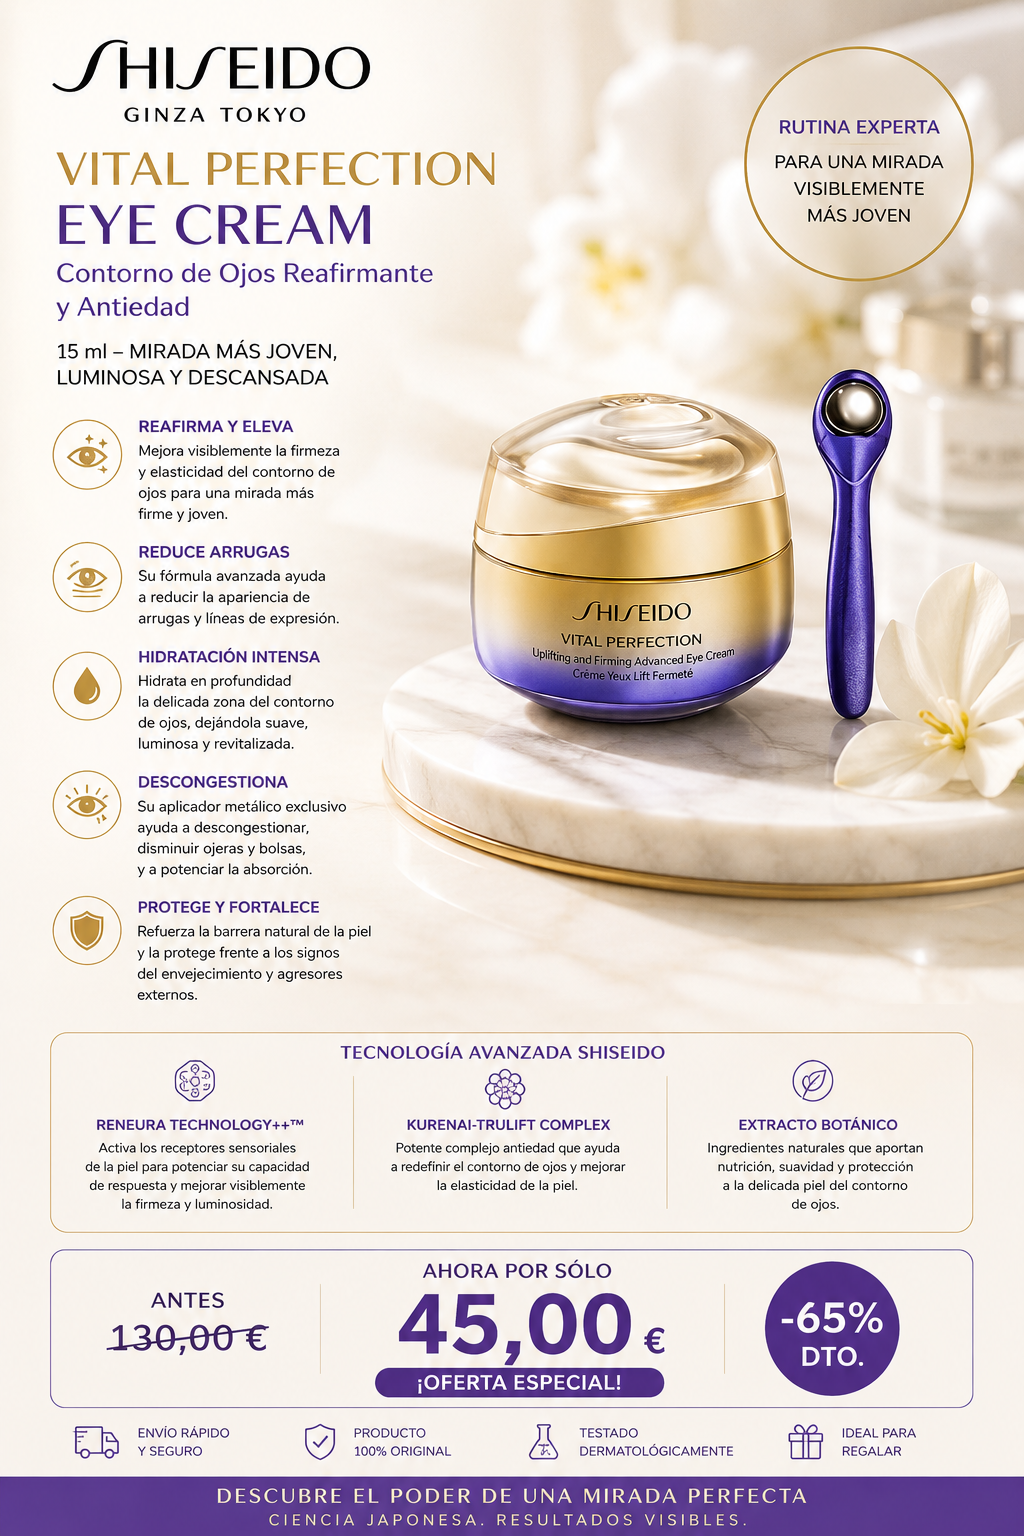 SHISEIDO
GINZA TOKYO
VITAL PERFECTION
EYE CREAM
Contorno de Ojos Reafirmante
y Antiedad
15 ml – MIRADA MÁS JOVEN,
LUMINOSA Y DESCANSADA
RUTINA EXPERTA
PARA UNA MIRADA
VISIBLEMENTE
MÁS JOVEN
REAFIRMA Y ELEVA
Mejora visiblemente la firmeza
y elasticidad del contorno de
ojos para una mirada más
firme y joven.
REDUCE ARRUGAS
Su fórmula avanzada ayuda
a reducir la apariencia de
arrugas y líneas de expresión.
HIDRATACIÓN INTENSA
Hidrata en profundidad
la delicada zona del contorno
de ojos, dejándola suave,
luminosa y revitalizada.
DESCONGESTIONA
Su aplicador metálico exclusivo
ayuda a descongestionar,
disminuir ojeras y bolsas,
y a potenciar la absorción.
PROTEGE Y FORTALECE
Refuerza la barrera natural de la piel
y la protege frente a los signos
del envejecimiento y agresores
externos.
SHISEIDO
VITAL PERFECTION
Uplifting and Firming Advanced Eye Cream
Crème Yeux Lift Fermeté
TECNOLOGÍA AVANZADA SHISEIDO
RENEURA TECHNOLOGY++™
Activa los receptores sensoriales
de la piel para potenciar su capacidad
de respuesta y mejorar visiblemente
la firmeza y luminosidad.
KURENAI-TRULIFT COMPLEX
Potente complejo antiedad que ayuda
a redefinir el contorno de ojos y mejorar
la elasticidad de la piel.
EXTRACTO BOTÁNICO
Ingredientes naturales que aportan
nutrición, suavidad y protección
a la delicada piel del contorno
de ojos.
ANTES
130,00 €
AHORA POR SÓLO
45,00 €
¡OFERTA ESPECIAL!
-65%
DTO.
ENVÍO RÁPIDO
Y SEGURO
PRODUCTO
100% ORIGINAL
TESTADO
DERMATOLÓGICAMENTE
IDEAL PARA
REGALAR
DESCUBRE EL PODER DE UNA MIRADA PERFECTA
CIENCIA JAPONESA. RESULTADOS VISIBLES.